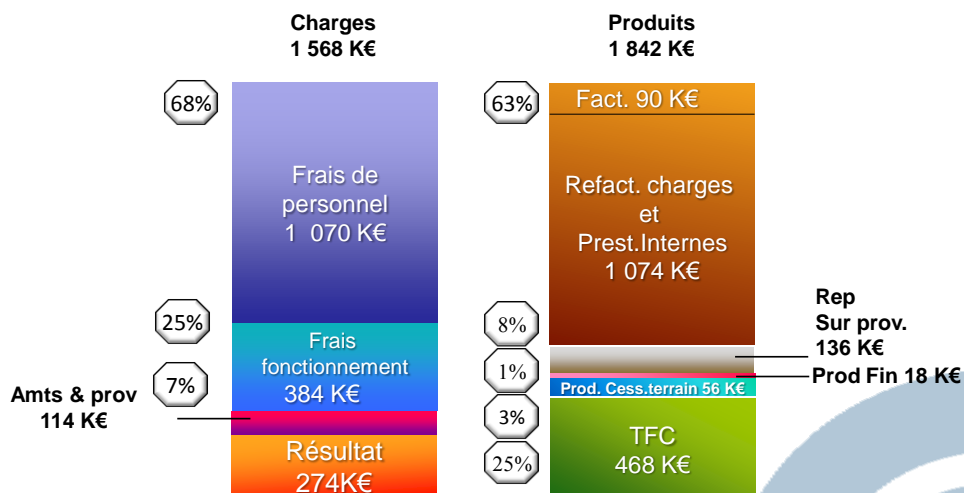 Charges
1 568 K€
68%
Frais de
personnel
1 070 K€
25%
Frais
fonctionnement
384 K€
7%
Amts & prov
114 K€
Résultat
274K€
Produits
1 842 K€
63%
Fact. 90 K€
Refact. charges
et
Prest.Internes
1 074 K€
8%
Rep
Sur prov.
136 K€
1%
Prod Fin 18 K€
Prod. Cess.terrain 56 K€
3%
TFC
468 K€
25%